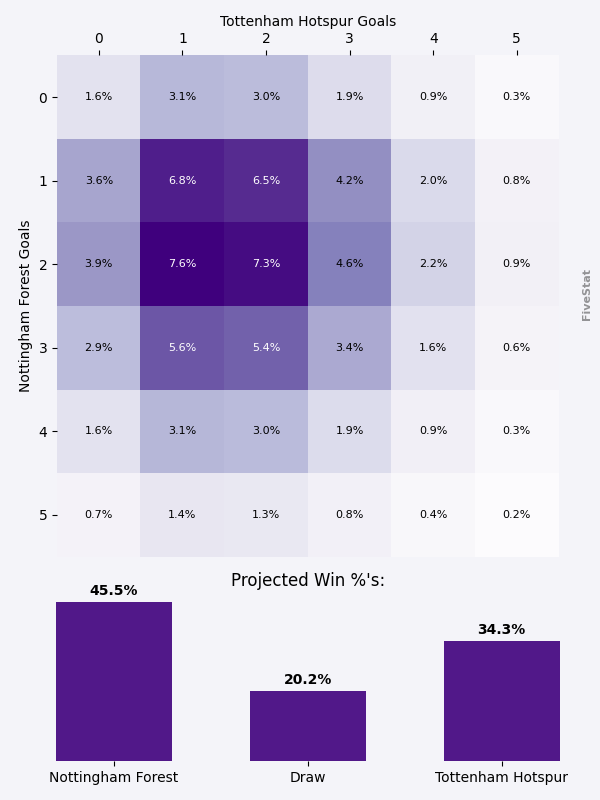 Tottenham Hotspur Goals
0 1 2 3 4 5
0 1.6% 3.1% 3.0% 1.9% 0.9% 0.3%
1 3.6% 6.8% 6.5% 4.2% 2.0% 0.8%
2 3.9% 7.6% 7.3% 4.6% 2.2% 0.9%
3 2.9% 5.6% 5.4% 3.4% 1.6% 0.6%
4 1.6% 3.1% 3.0% 1.9% 0.9% 0.3%
5 0.7% 1.4% 1.3% 0.8% 0.4% 0.2%
Nottingham Forest Goals
FiveStat
Projected Win %'s:
45.5% 20.2% 34.3%
Nottingham Forest Draw Tottenham Hotspur